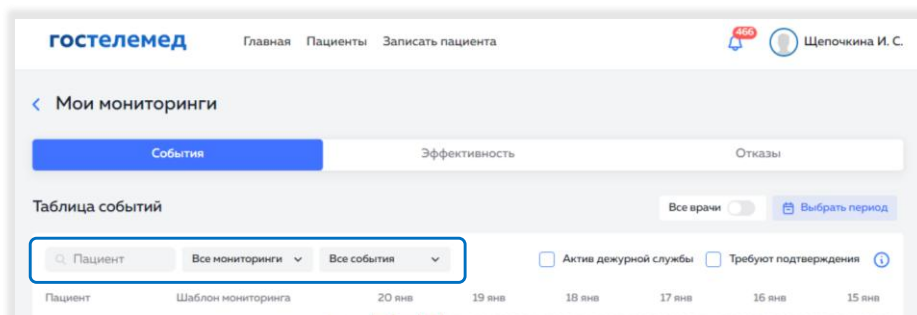 гостелемед Главная Пациенты Записать пациента 466 Щепочкина И. С.
Мои мониторинги
События Эффективность Отказы
Таблица событий Все врачи Выбрать период
Пациент Все мониторинги Все события Актив дежурной службы Требуют подтверждения
Пациент Шаблон мониторинга 20 янв 19 янв 18 янв 17 янв 16 янв 15 янв